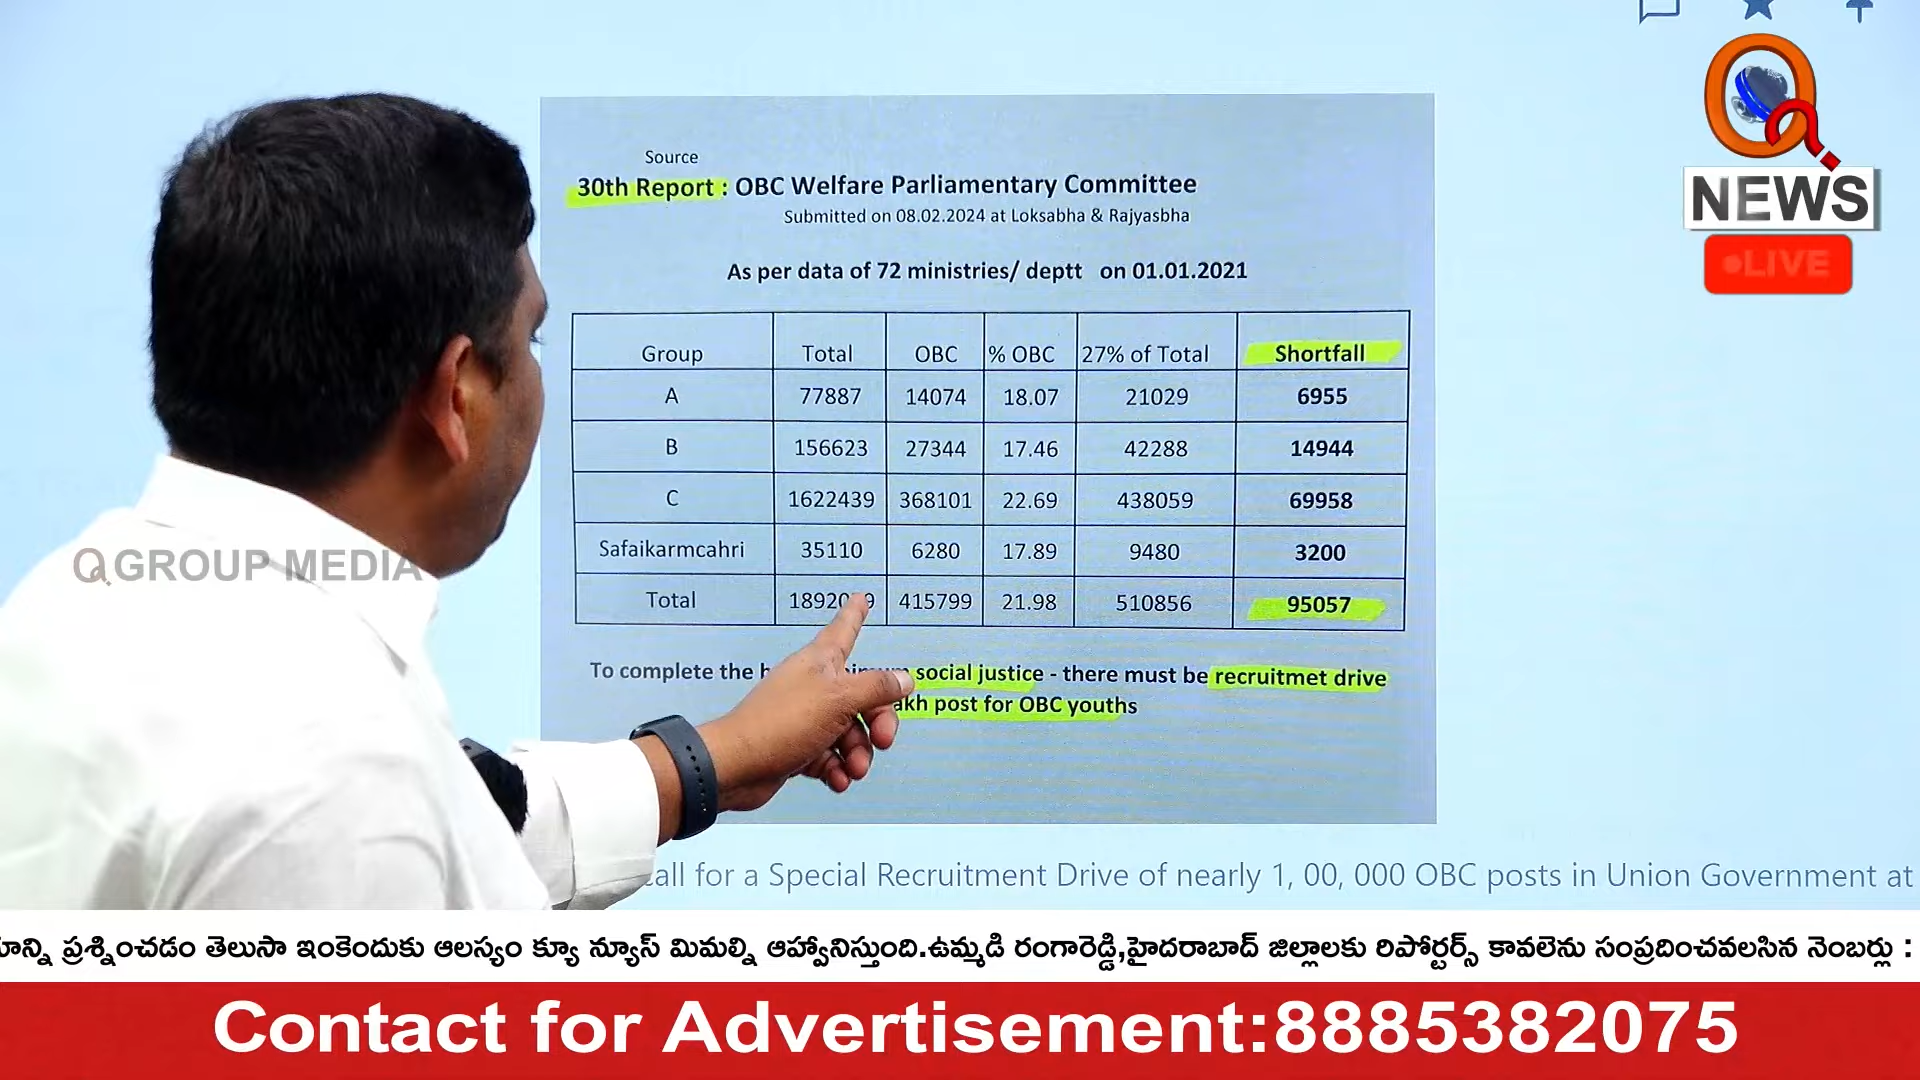 Source
30th Report : OBC Welfare Parliamentary Committee
Submitted on 08.02.2024 at Loksabha & Rajyasbha
As per data of 72 ministries/ deptt on 01.01.2021
Group Total OBC % OBC 27% of Total Shortfall
A 77887 14074 18.07 21029 6955
B 156623 27344 17.46 42288 14944
C 1622439 368101 22.69 438059 69958
Safaikarmcahri 35110 6280 17.89 9480 3200
Total 415799 21.98 510856 95057
To complete the social justice - there must be recruitmet drive
post for OBC youths
call for a Special Recruitment Drive of nearly 1, 00, 000 OBC posts in Union Government at
Q
NEWS
LIVE
Q GROUP MEDIA
ప్రశ్నించడం తెలుసా ఇంకెందుకు ఆలస్యం క్యూ న్యూస్ మిమల్ని ఆహ్వానిస్తుంది.ఉమ్మడి రంగారెడ్డి,హైదరాబాద్ జిల్లాలకు రిపోర్టర్స్ కావలెను సంప్రదించవలసిన నెంబర్లు :
Contact for Advertisement:8885382075